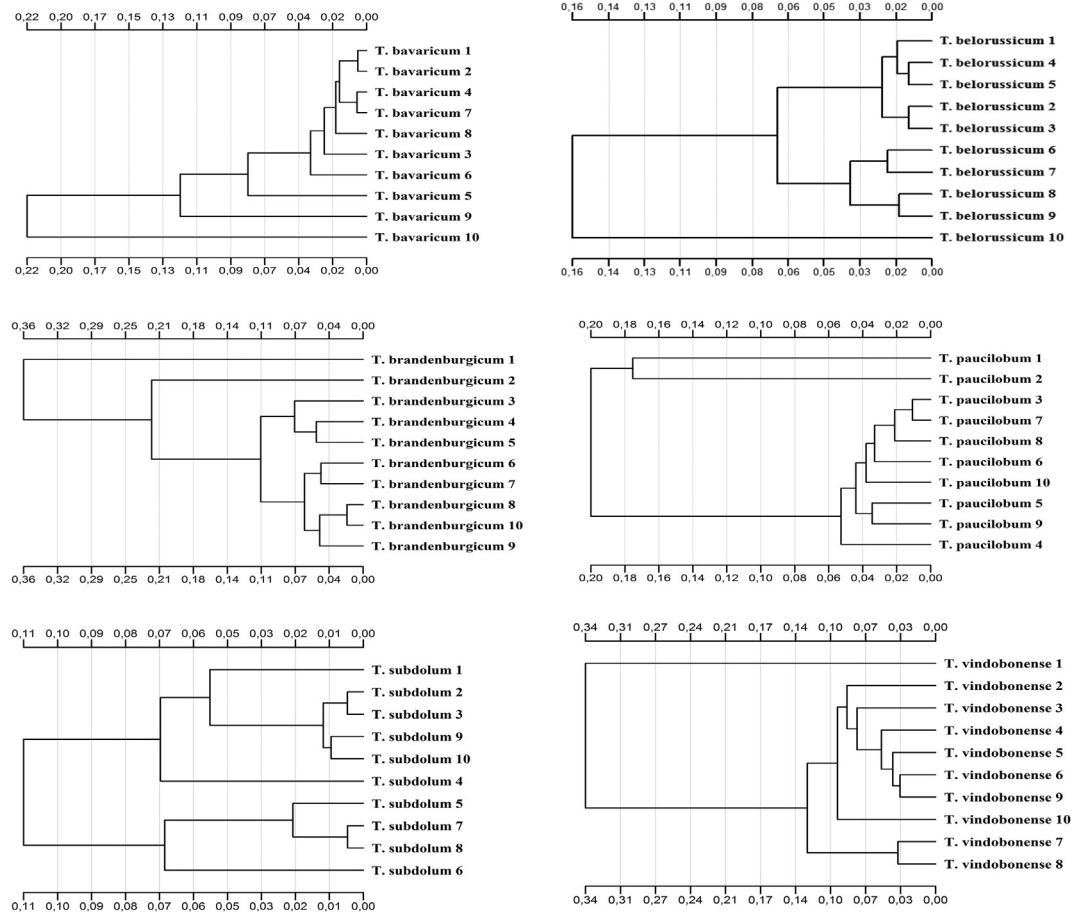 0,22 0,20 0,17 0,15 0,13 0,11 0,09 0,07 0,04 0,02 0,00
T. bavaricum 1
T. bavaricum 2
T. bavaricum 4
T. bavaricum 7
T. bavaricum 8
T. bavaricum 3
T. bavaricum 6
T. bavaricum 5
T. bavaricum 9
T. bavaricum 10
0,22 0,20 0,17 0,15 0,13 0,11 0,09 0,07 0,04 0,02 0,00
0,16 0,14 0,13 0,11 0,09 0,08 0,06 0,05 0,03 0,02 0,00
T. belorussicum 1
T. belorussicum 4
T. belorussicum 5
T. belorussicum 2
T. belorussicum 3
T. belorussicum 6
T. belorussicum 7
T. belorussicum 8
T. belorussicum 9
T. belorussicum 10
0,16 0,14 0,13 0,11 0,09 0,08 0,06 0,05 0,03 0,02 0,00
0,36 0,32 0,29 0,25 0,21 0,18 0,14 0,11 0,07 0,04 0,00
T. brandenburgicum 1
T. brandenburgicum 2
T. brandenburgicum 3
T. brandenburgicum 4
T. brandenburgicum 5
T. brandenburgicum 6
T. brandenburgicum 7
T. brandenburgicum 8
T. brandenburgicum 10
T. brandenburgicum 9
0,36 0,32 0,29 0,25 0,21 0,18 0,14 0,11 0,07 0,04 0,00
0,20 0,18 0,16 0,14 0,12 0,10 0,08 0,06 0,04 0,02 0,00
T. paucilobum 1
T. paucilobum 2
T. paucilobum 3
T. paucilobum 7
T. paucilobum 8
T. paucilobum 6
T. paucilobum 10
T. paucilobum 5
T. paucilobum 9
T. paucilobum 4
0,20 0,18 0,16 0,14 0,12 0,10 0,08 0,06 0,04 0,02 0,00
0,11 0,10 0,09 0,08 0,07 0,06 0,05 0,03 0,02 0,01 0,00
T. subdolum 1
T. subdolum 2
T. subdolum 3
T. subdolum 9
T. subdolum 10
T. subdolum 4
T. subdolum 5
T. subdolum 7
T. subdolum 8
T. subdolum 6
0,11 0,10 0,09 0,08 0,07 0,06 0,05 0,03 0,02 0,01 0,00
0,34 0,31 0,27 0,24 0,21 0,17 0,14 0,10 0,07 0,03 0,00
T. vindobonense 1
T. vindobonense 2
T. vindobonense 3
T. vindobonense 4
T. vindobonense 5
T. vindobonense 6
T. vindobonense 9
T. vindobonense 10
T. vindobonense 7
T. vindobonense 8
0,34 0,31 0,27 0,24 0,21 0,17 0,14 0,10 0,07 0,03 0,00